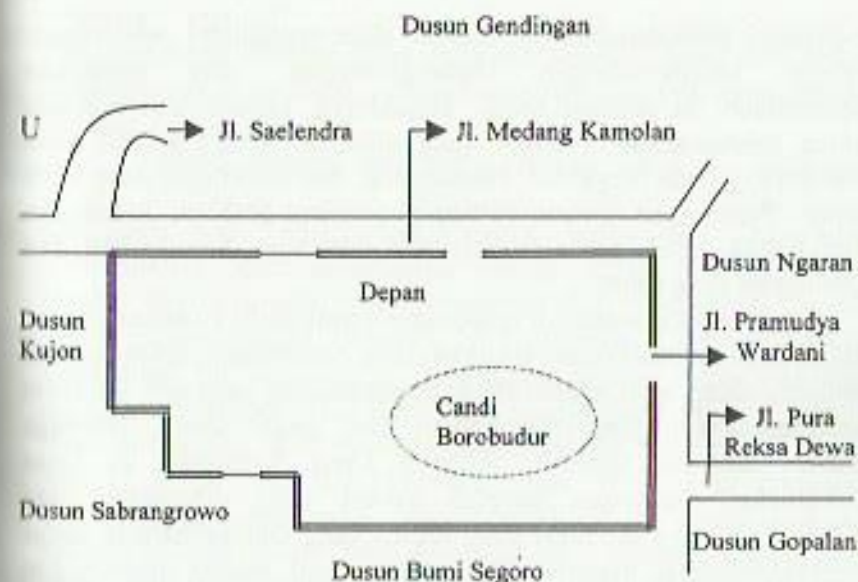 Dusun Gendingan
U
Jl. Saelendra
Jl. Medang Kamolan
Depan
Dusun Ngaran
Dusun
Kujon
Jl. Pramudya
Wardani
Candi
Borobudur
Jl. Pura
Reksa Dewa
Dusun Sabrangrowo
Dusun Gopalan
Dusun Bumi Segoro